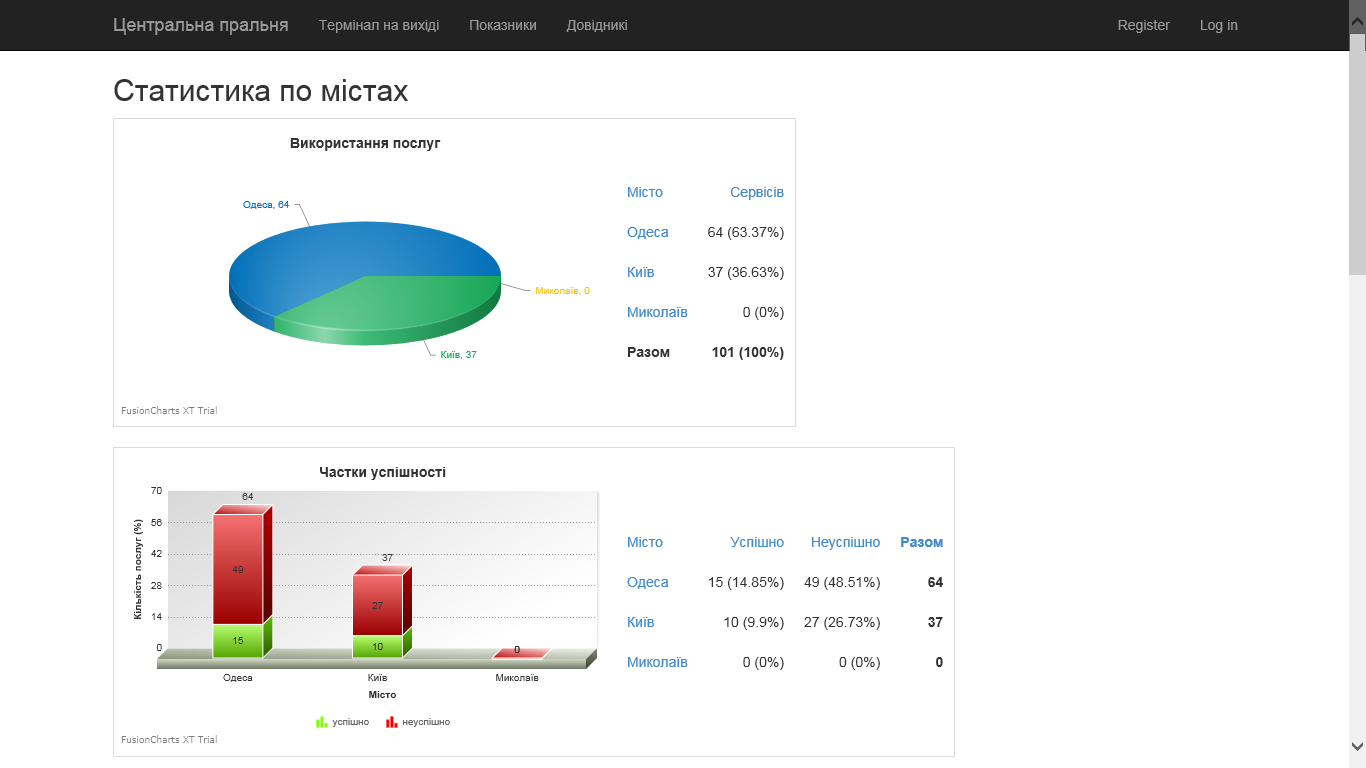 Центральна пральня Термінал на вихіді Показники Довідникі Register Log in
Статистика по містах
Використання послуг
Одеса, 64
Миколаїв, 0
Київ, 37
FusionCharts XT Trial
Місто Сервісів
Одеса 64 (63.37%)
Київ 37 (36.63%)
Миколаїв 0 (0%)
Разом 101 (100%)
Частки успішності
Кількість послуг (%)
70
56
42
28
14
0
64
49
15
37
27
10
0
Одеса Київ Миколаїв
Місто
успішно неуспішно
FusionCharts XT Trial
Місто Успішно Неуспішно Разом
Одеса 15 (14.85%) 49 (48.51%) 64
Київ 10 (9.9%) 27 (26.73%) 37
Миколаїв 0 (0%) 0 (0%) 0